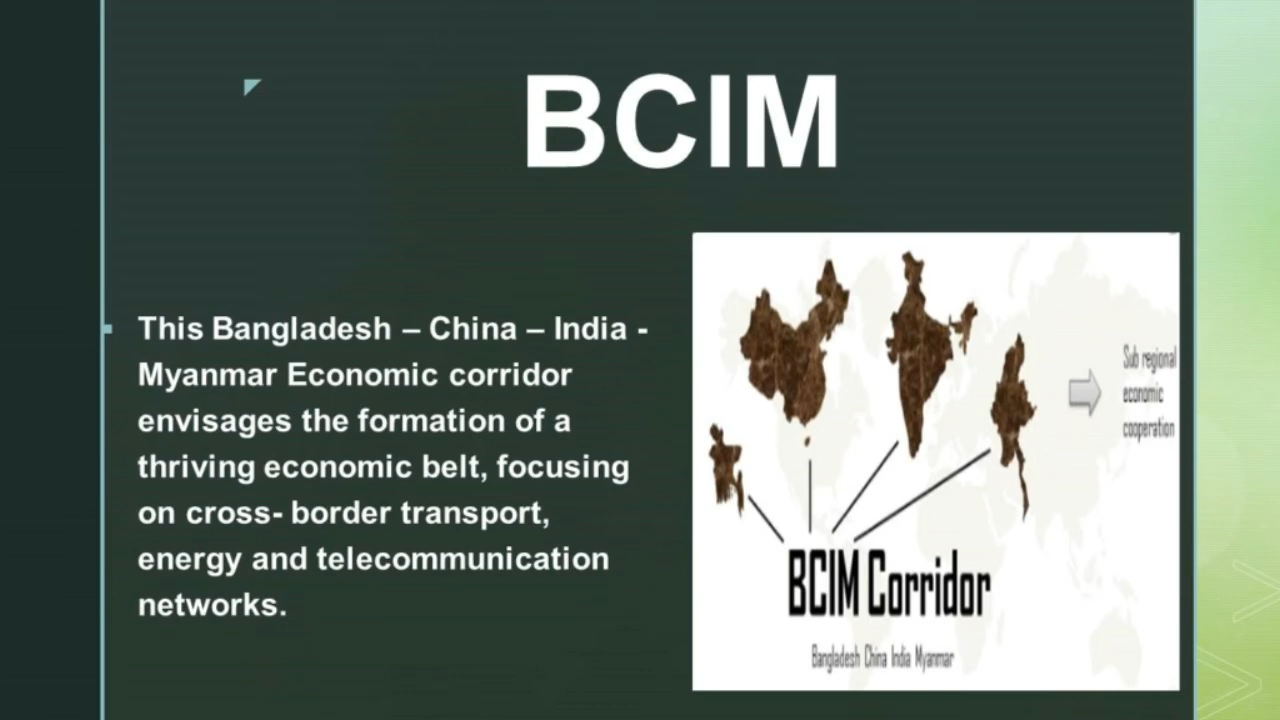 BCIM
This Bangladesh – China – India -
Myanmar Economic corridor
envisages the formation of a
thriving economic belt, focusing
on cross- border transport,
energy and telecommunication
networks.
Sub regional
economic
cooperation
BCIM Corridor
Bangladesh China India Myanmar